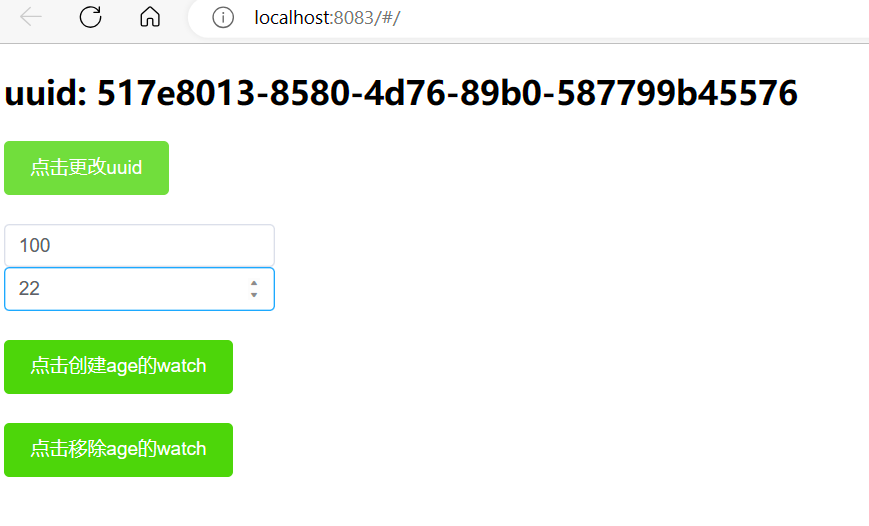 localhost:8083/#/
uuid: 517e8013-8580-4d76-89b0-587799b45576
点击更改uuid
100
22
点击创建age的watch
点击移除age的watch